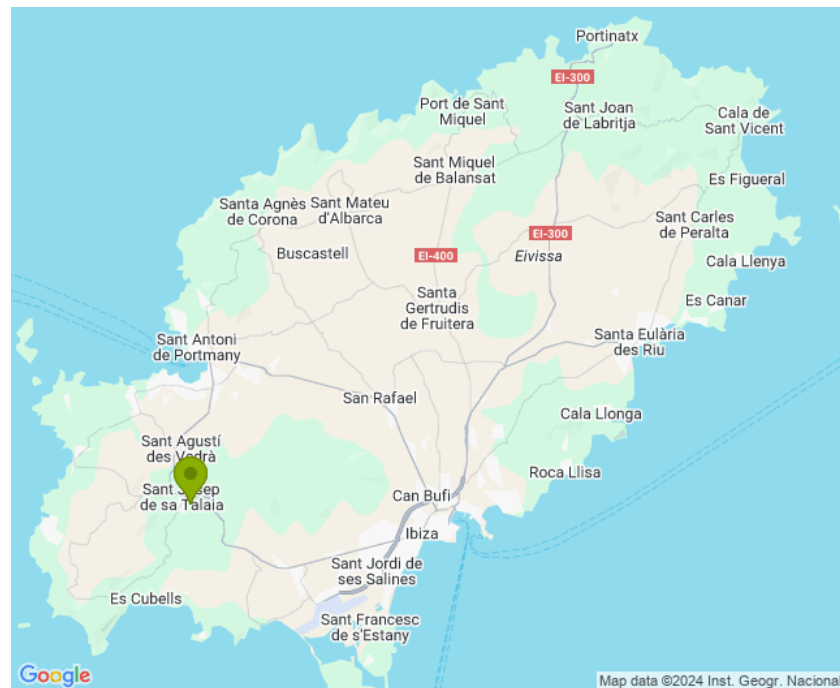 Portinatx
EI-300
Port de Sant
Miquel
Sant Joan
de Labritja
Cala de
Sant Vicent
Sant Miquel
de Balansat
Es Figueral
Santa Agnès
de Corona
Sant Mateu
d'Albarca
Sant Carles
de Peralta
EI-300
Buscastell
EI-400
Eivissa
Cala Llenya
Santa
Gertrudis
de Fruitera
Es Canar
Sant Antoni
de Portmany
Santa Eulària
des Riu
San Rafael
Cala Llonga
Sant Agustí
des Vedrà
Roca Llisa
Sant Josep
de sa Talaia
Can Bufi
Ibiza
Sant Jordi de
ses Salines
Es Cubells
Sant Francesc
de s'Estany
Google
Map data ©2024 Inst. Geogr. Nacional